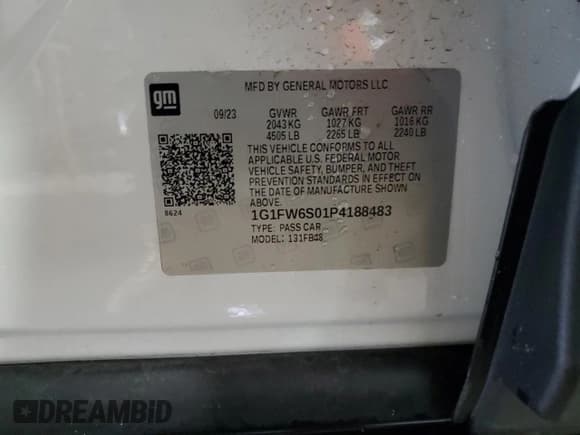 gm
MFD BY GENERAL MOTORS LLC
09/23 GVWR GAWR FRT GAWR RR
2043 KG 1027 KG 1016 KG
4505 LB 2265 LB 2240 LB
THIS VEHICLE CONFORMS TO ALL
APPLICABLE U.S. FEDERAL MOTOR
VEHICLE SAFETY, BUMPER, AND THEFT
PREVENTION STANDARDS IN EFFECT ON
THE DATE OF MANUFACTURE SHOWN
ABOVE.
8624
1G1FW6S01P4188483
TYPE: PASS CAR
MODEL: 131FB48
DREAMBID